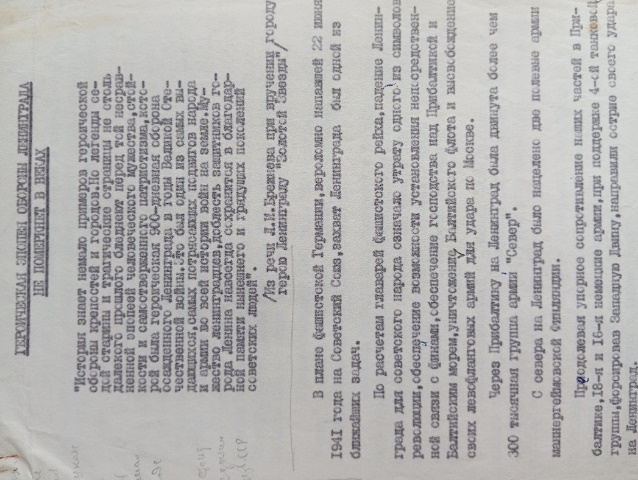 ГЕРОИЧЕСКАЯ ЭПОПЕЯ ОБОРОНЫ ЛЕНИНГРАДА
НЕ ПОМЕРКНЕТ В ВЕКАХ
"История знает немало примеров героической
обороны крепостей и городов. Но легенды се-
дой старины и трагические страницы не столь
далекого прошлого бледнеют перед той несрав-
ненной эпопеей человеческого мужества, стой-
кости и самоотверженного патриотизма, кото-
рой была героическая 900-дневная оборона
осажденного Ленинграда в годы Великой Оте-
чественной войны. Это был один из самых вы-
дающихся, самых потрясающих подвигов народа
и армии во всей истории войн на земле. Му-
жество ленинградцев, доблесть защитников го-
рода Ленина навсегда сохранится в благодар-
ной памяти нынешнего и грядущих поколений
советских людей".
/Из речи Л.И.Брежнева при вручении городу
герою Ленинграду "Золотой Звезды"/
В плане фашистской Германии, вероломно напавшей 22 июня
1941 года на Советский Союз, захват Ленинграда был одной из
ближайших задач.
По расчетам главарей фашистского рейха, падение Ленин-
града для советского народа означало утрату одного из символов
революции, обеспечение возможности установления непосредствен-
ной связи с финнами, обеспечение господства над Прибалтикой и
Балтийским морем, уничтожение Балтийского флота и высвобождение
своих левофланговых армий для удара по Москве.
Через Прибалтику на Ленинград была двинута более чем
300 тысячная группа армий "Север".
С севера на Ленинград было нацелено две полевые армии
маннергеймовской Финляндии.
Преодолевая упорное сопротивление наших частей в При-
балтике, 18-я и 16-я немецкие армии, при поддержке 4-ой танковой
группы, форсировав Западную Двину, направили острие своего удара
на Ленинград.